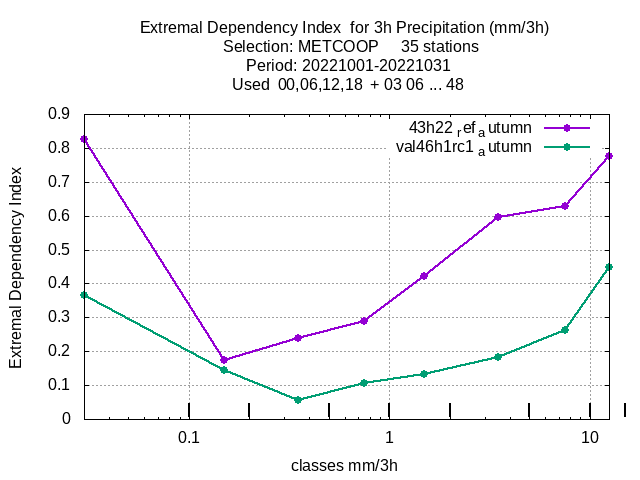 Extremal Dependency Index  for 3h Precipitation (mm/3h)
Selection: METCOOP     35 stations
Period: 20221001-20221031
Used  00,06,12,18  + 03 06 ... 48
43h22 ref autumn
val46h1rc1 autumn
0.9
0.8
0.7
0.6
0.5
0.4
0.3
0.2
0.1
0
Extremal Dependency Index
0.1 1 10
classes mm/3h